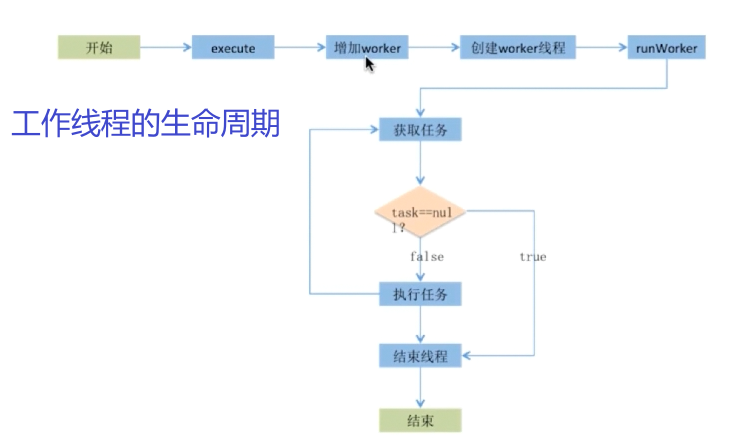 开始
execute
增加worker
创建worker线程
runWorker
工作线程的生命周期
获取任务
task==nul
l?
false
true
执行任务
结束线程
结束